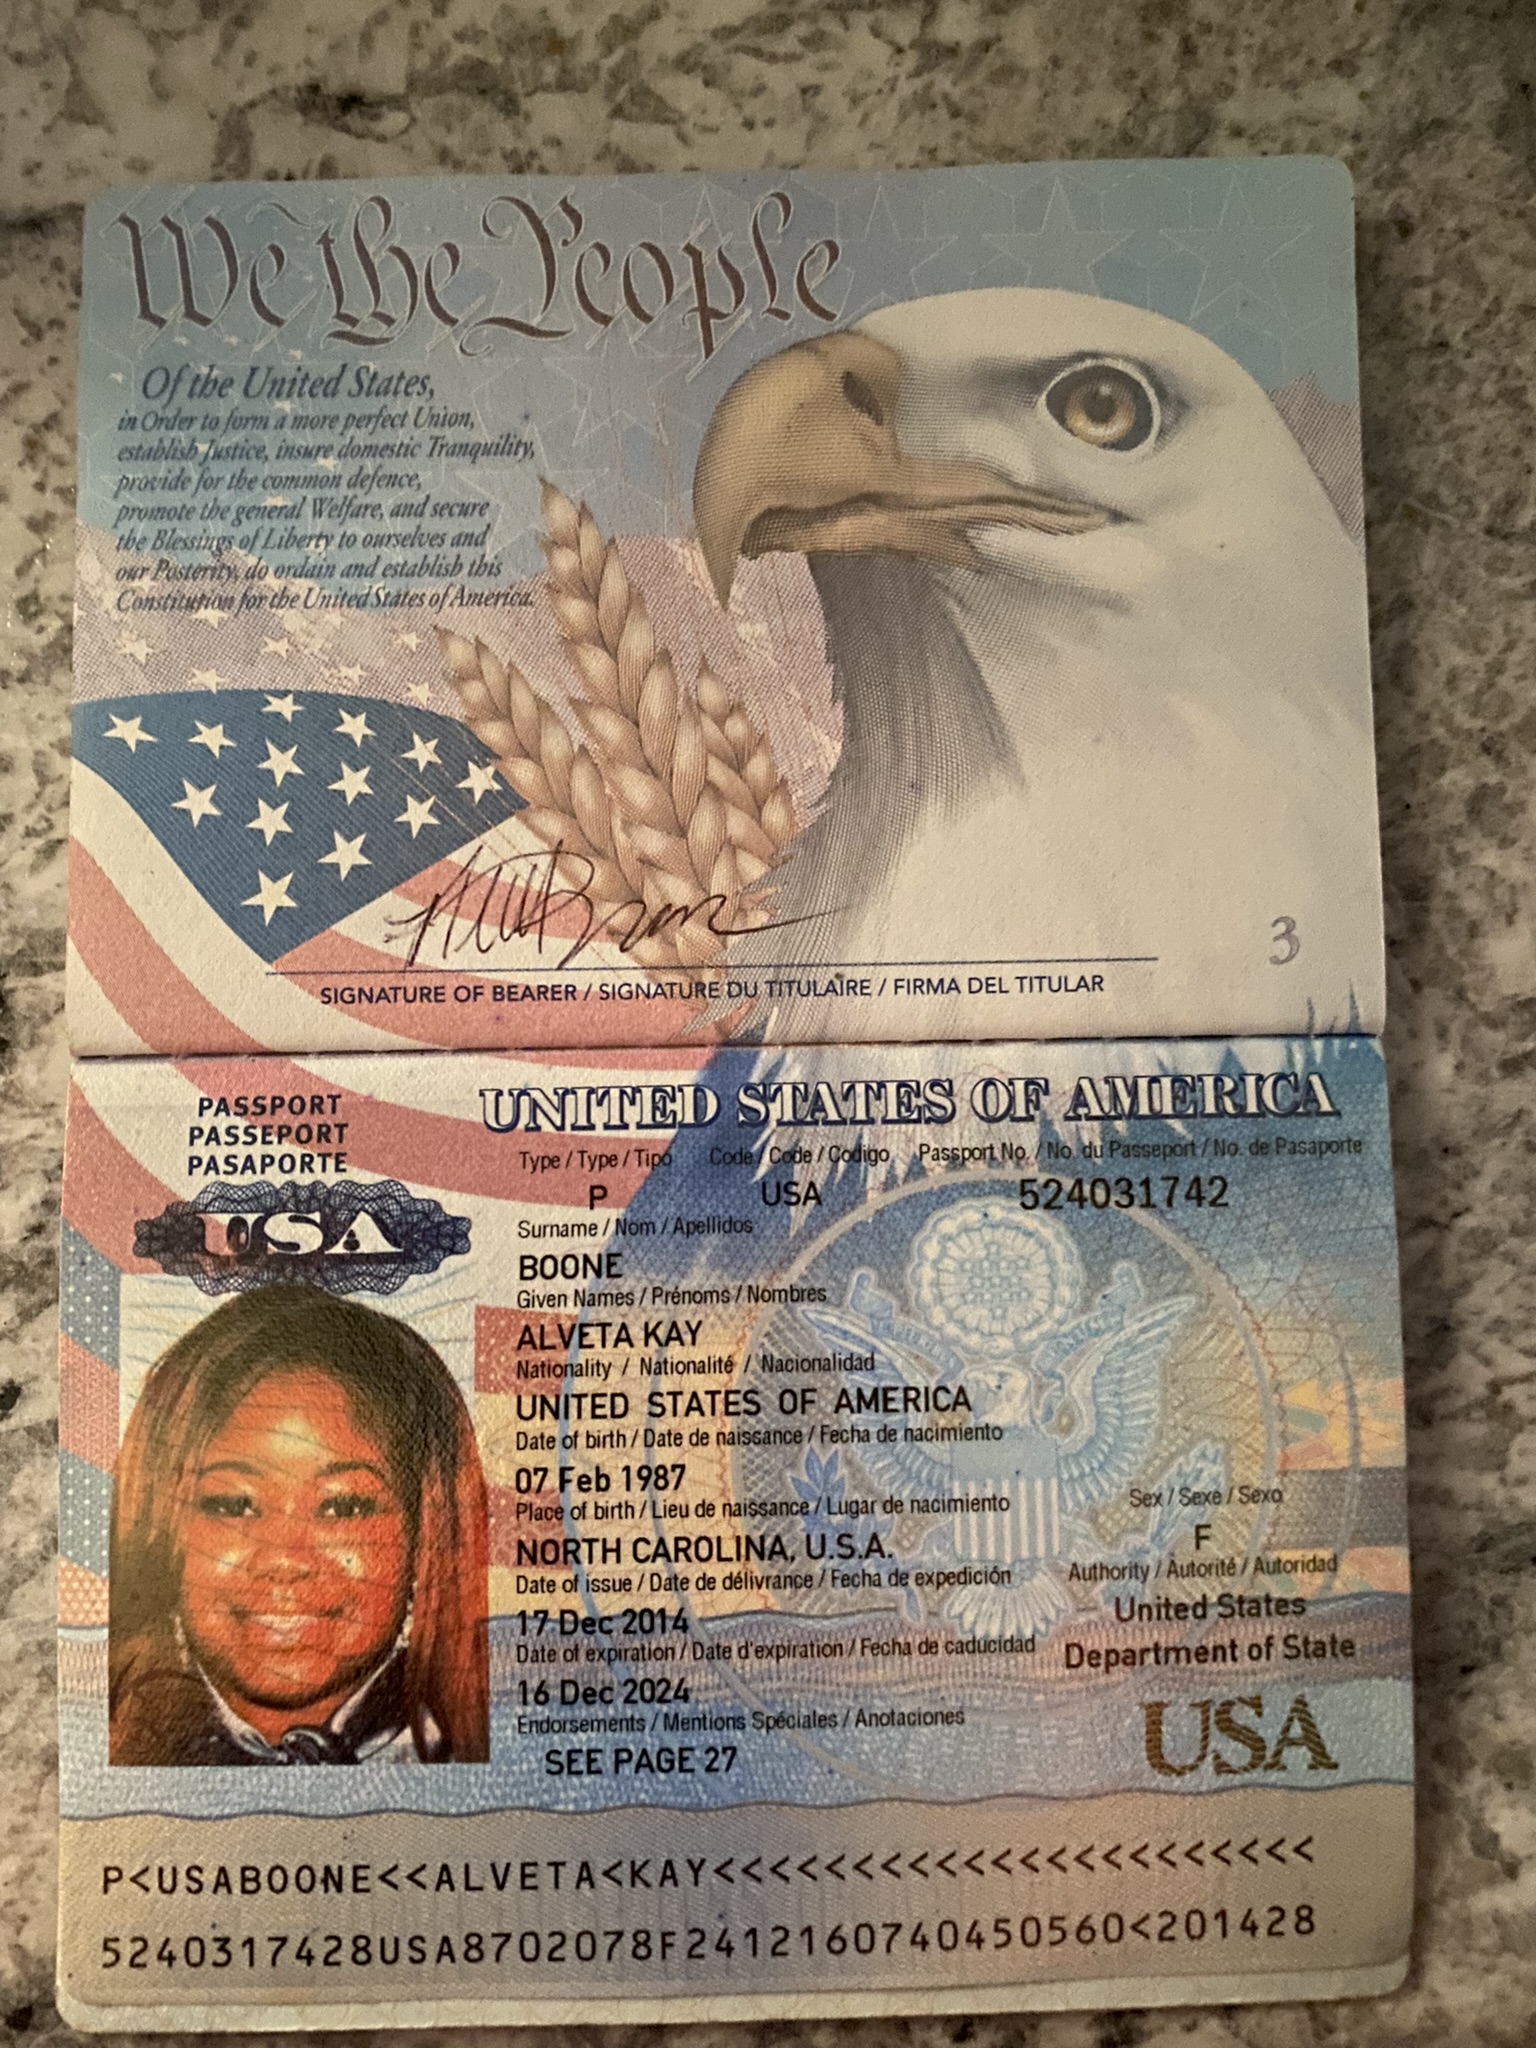 We the People
Of the United States,
in Order to form a more perfect Union,
establish Justice, insure domestic Tranquility,
provide for the common defence,
promote the general Welfare, and secure
the Blessings of Liberty to ourselves and
our Posterity, do ordain and establish this
Constitution for the United States of America.
3
SIGNATURE OF BEARER / SIGNATURE DU TITULAIRE / FIRMA DEL TITULAR
PASSPORT
PASSEPORT
PASAPORTE
USA
UNITED STATES OF AMERICA
Type / Type / Tipo Code / Code / Codigo Passport No. / No. du Passeport / No. de Pasaporte
P USA 524031742
Surname / Nom / Apellidos
BOONE
Given Names / Prénoms / Nombres
ALVETA KAY
Nationality / Nationalité / Nacionalidad
UNITED STATES OF AMERICA
Date of birth / Date de naissance / Fecha de nacimiento
07 Feb 1987
Place of birth / Lieu de naissance / Lugar de nacimiento
NORTH CAROLINA, U.S.A.
Sex / Sexe / Sexo
F
Date of issue / Date de délivrance / Fecha de expedición
17 Dec 2014
Authority / Autorité / Autoridad
United States
Department of State
Date of expiration / Date d'expiration / Fecha de caducidad
16 Dec 2024
Endorsements / Mentions Spéciales / Anotaciones
SEE PAGE 27
USA
P<USABOONE<<ALVETA<KAY<<<<<<<<<<<<<<<<<<<<<<
5240317428USA8702078F2412160740450560<201428